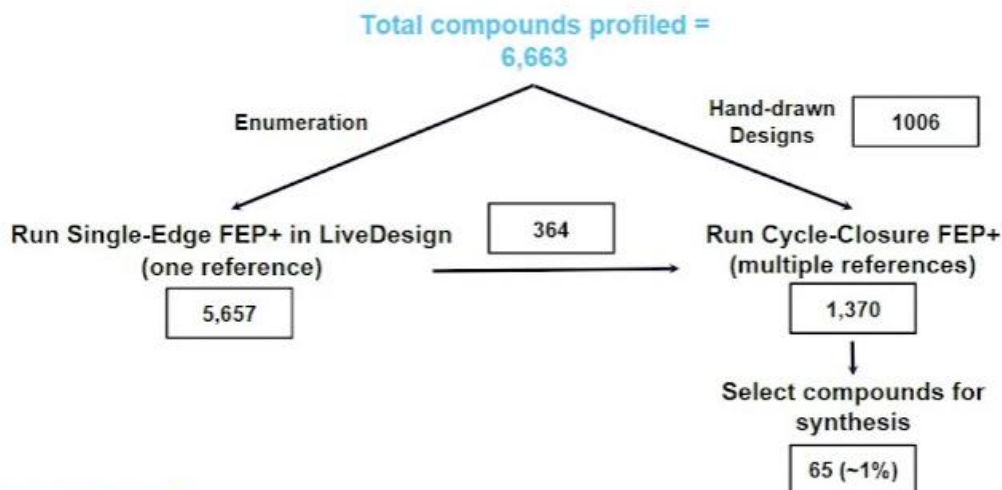 Total compounds profiled =
6,663
Enumeration
Hand-drawn
Designs
1006
Run Single-Edge FEP+ in LiveDesign
(one reference)
5,657
364
Run Cycle-Closure FEP+
(multiple references)
1,370
Select compounds for
synthesis
65 (~1%)